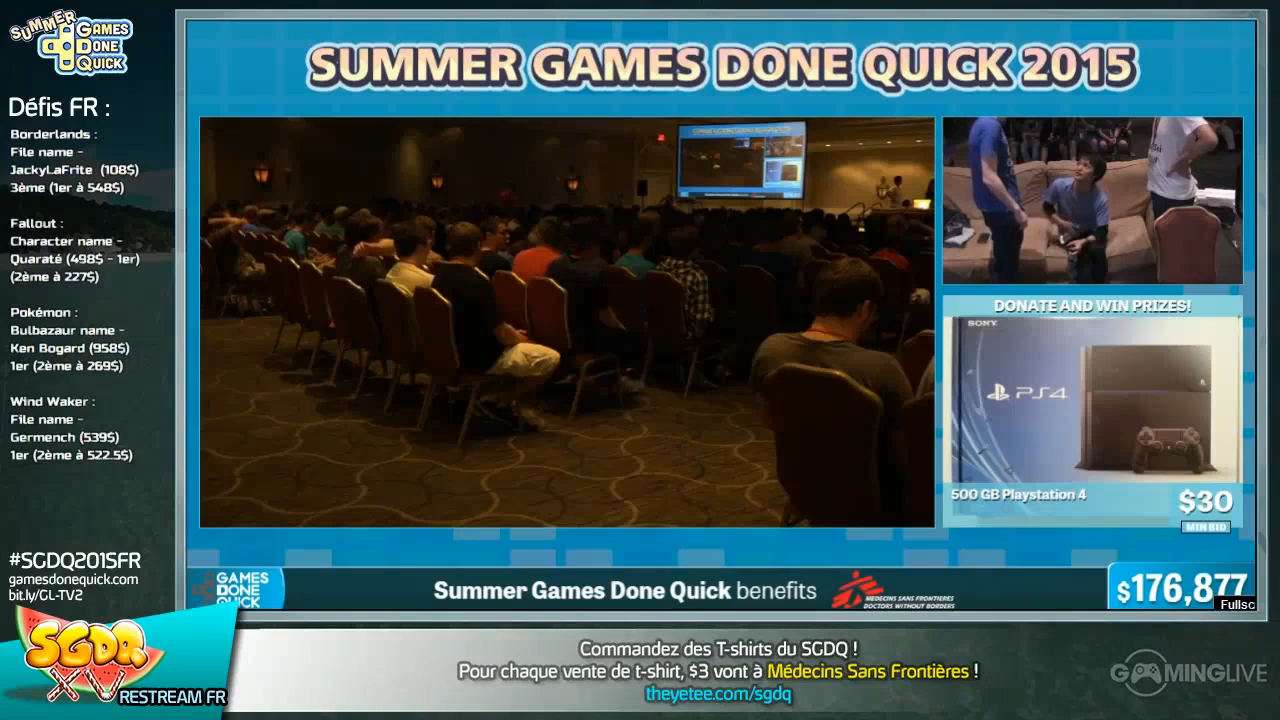 SUMMER
GAMES
DONE
QUICK
Défis FR :
Borderlands :
File name -
JackyLaFrite (108$)
3ème (1er à 548$)
Fallout :
Character name -
Quaraté (498$ - 1er)
(2ème à 227$)
Pokémon :
Bulbazaur name -
Ken Bogard (958$)
1er (2ème à 269$)
Wind Waker :
File name -
Germench (539$)
1er (2ème à 522.5$)
#SGDQ2015FR
gamesdonequick.com
bit.ly/GL-TV2
SGDQ
XV
RESTREAM FR
SUMMER GAMES DONE QUICK 2015
DONATE AND WIN PRIZES!
SONY
PS4
500 GB Playstation 4
$30
MIN BID
GAMES
DONE
QUICK
Summer Games Done Quick benefits
MEDECINS SANS FRONTIERES
DOCTORS WITHOUT BORDERS
$176,877
Fullsc
Commandez des T-shirts du SGDQ !
Pour chaque vente de t-shirt, $3 vont à Médecins Sans Frontières !
theyetee.com/sgdq
GAMINGLIVE